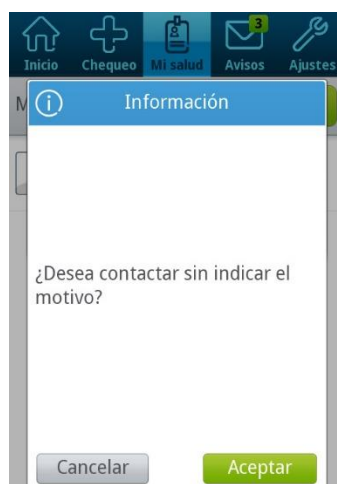 3
Inicio Chequeo Mi salud Avisos Ajustes
M
Información
¿Desea contactar sin indicar el
motivo?
Cancelar Aceptar